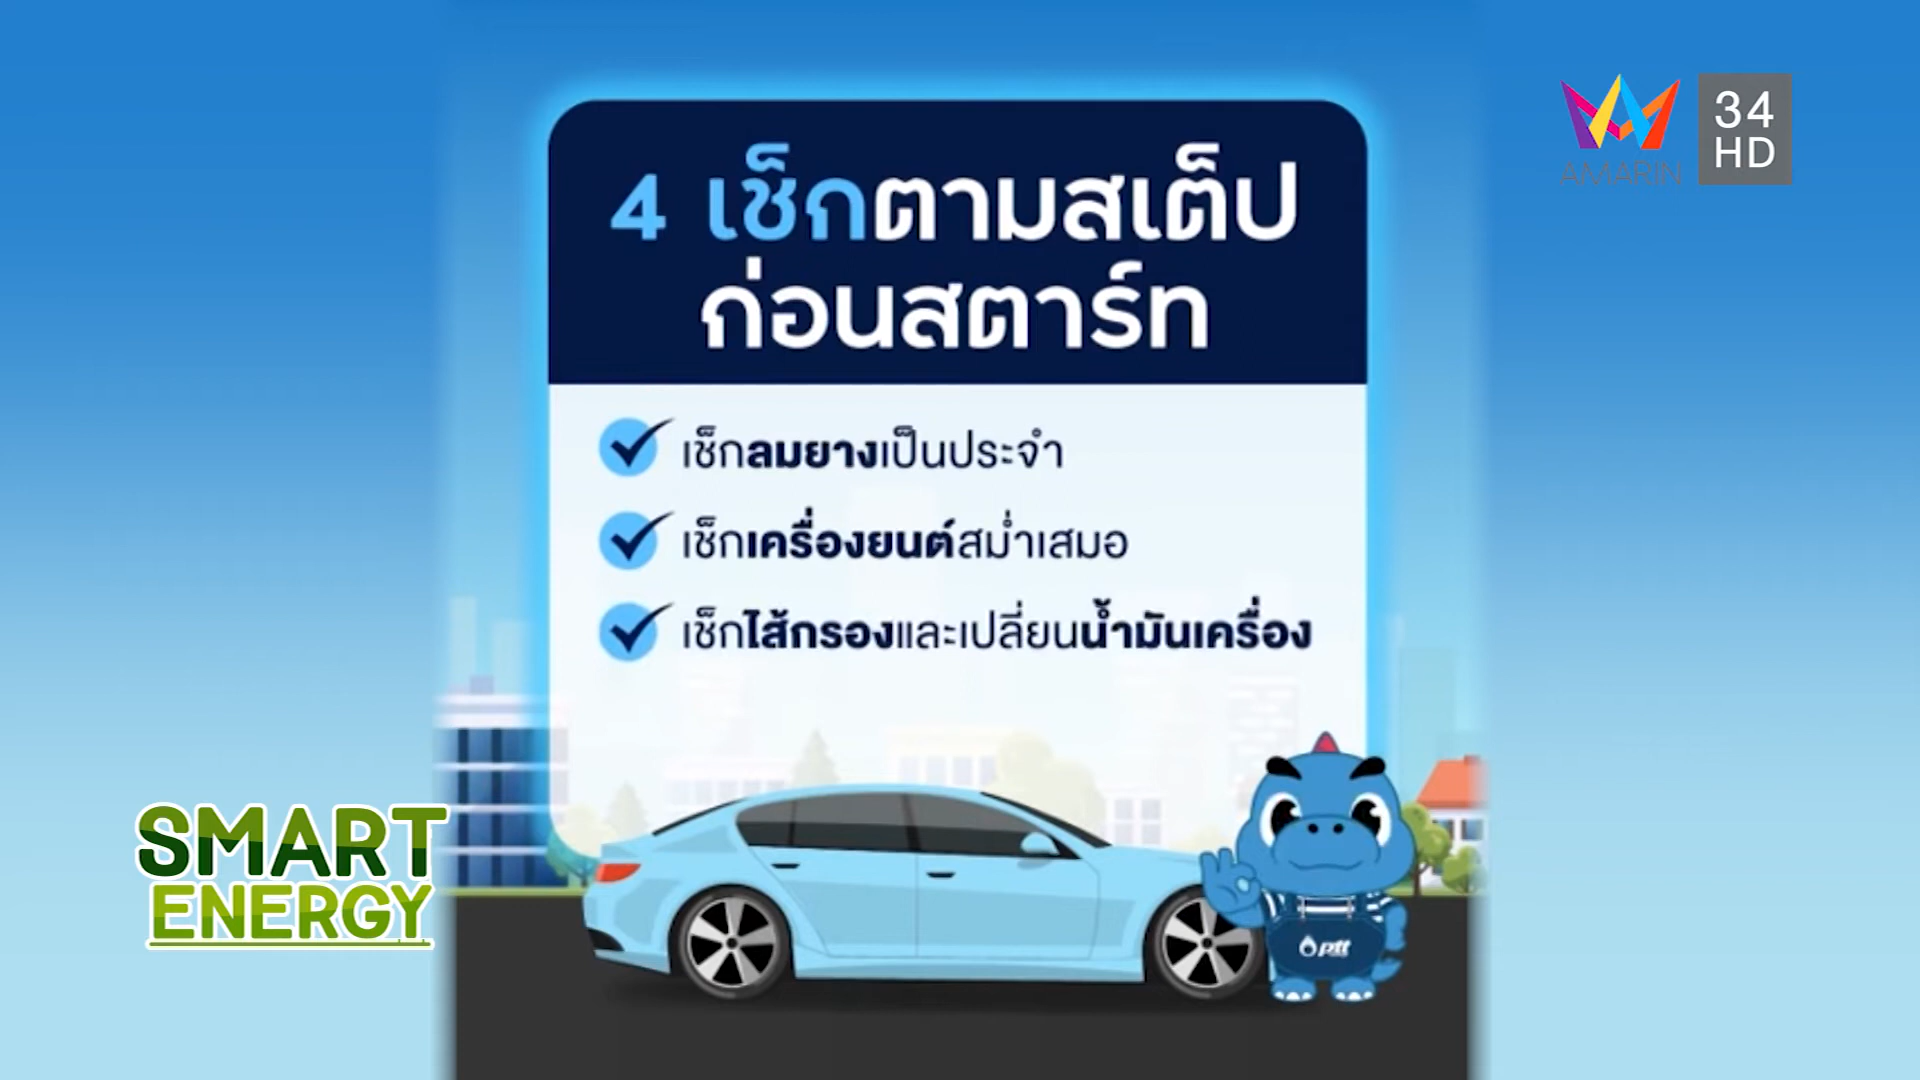 AMARIN
34
HD
4 เช็กตามสเต็ป
ก่อนสตาร์ท
เช็กลมยางเป็นประจำ
เช็กเครื่องยนต์สม่ำเสมอ
เช็กไส้กรองและเปลี่ยนน้ำมันเครื่อง
SMART
ENERGY
ptt